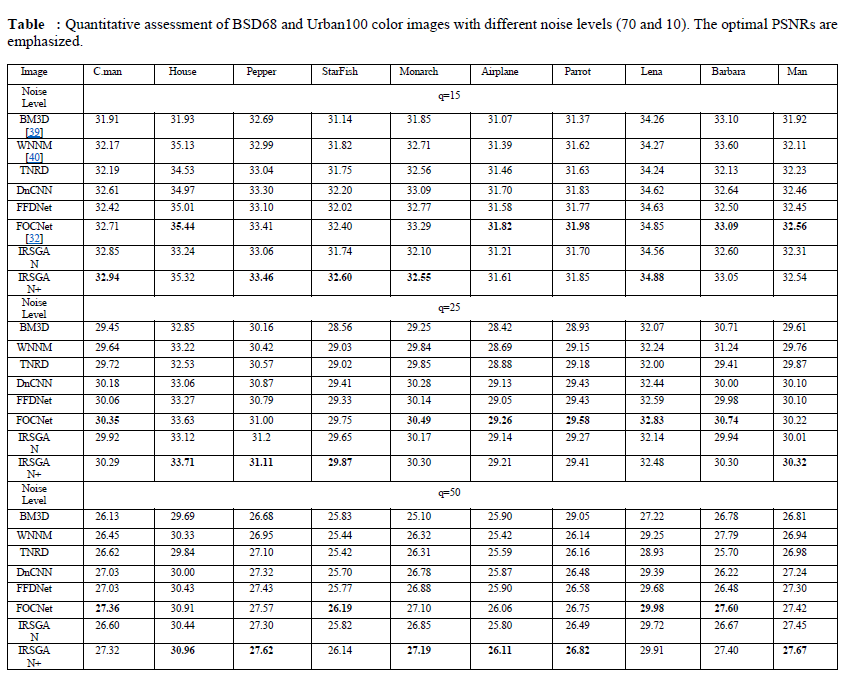 Table : Quantitative assessment of BSD68 and Urban100 color images with different noise levels (70 and 10). The optimal PSNRs are
emphasized.
Image C.man House Pepper StarFish Monarch Airplane Parrot Lena Barbara Man
Noise
Level
q=15
BM3D 31.91 31.93 32.69 31.14 31.85 31.07 31.37 34.26 33.10 31.92
[39]
WNNM 32.17 35.13 32.99 31.82 32.71 31.39 31.62 34.27 33.60 32.11
[40]
TNRD 32.19 34.53 33.04 31.75 32.56 31.46 31.63 34.24 32.13 32.23
DnCNN 32.61 34.97 33.30 32.20 33.09 31.70 31.83 34.62 32.64 32.46
FFDNet 32.42 35.01 33.10 32.02 32.77 31.58 31.77 34.63 32.50 32.45
FOCNet 32.71 35.44 33.41 32.40 33.29 31.82 31.98 34.85 33.09 32.56
[32]
IRSGA 32.85 33.24 33.06 31.74 32.10 31.21 31.70 34.56 32.60 32.31
N
IRSGA 32.94 35.32 33.46 32.60 32.55 31.61 31.85 34.88 33.05 32.54
N+
Noise
Level
q=25
BM3D 29.45 32.85 30.16 28.56 29.25 28.42 28.93 32.07 30.71 29.61
WNNM 29.64 33.22 30.42 29.03 29.84 28.69 29.15 32.24 31.24 29.76
TNRD 29.72 32.53 30.57 29.02 29.85 28.88 29.18 32.00 29.41 29.87
DnCNN 30.18 33.06 30.87 29.41 30.28 29.13 29.43 32.44 30.00 30.10
FFDNet 30.06 33.27 30.79 29.33 30.14 29.05 29.43 32.59 29.98 30.10
FOCNet 30.35 33.63 31.00 29.75 30.49 29.26 29.58 32.83 30.74 30.22
IRSGA 29.92 33.12 31.2 29.65 30.17 29.14 29.27 32.14 29.94 30.01
N
IRSGA 30.29 33.71 31.11 29.87 30.30 29.21 29.41 32.48 30.30 30.32
N+
Noise
Level
q=50
BM3D 26.13 29.69 26.68 25.83 25.10 25.90 29.05 27.22 26.78 26.81
WNNM 26.45 30.33 26.95 25.44 26.32 25.42 26.14 29.25 27.79 26.94
TNRD 26.62 29.84 27.10 25.42 26.31 25.59 26.16 28.93 25.70 26.98
DnCNN 27.03 30.00 27.32 25.70 26.78 25.87 26.48 29.39 26.22 27.24
FFDNet 27.03 30.43 27.43 25.77 26.88 25.90 26.58 29.68 26.48 27.30
FOCNet 27.36 30.91 27.57 26.19 27.10 26.06 26.75 29.98 27.60 27.42
IRSGA 26.60 30.44 27.30 25.82 26.85 25.80 26.49 29.72 26.67 27.45
N
IRSGA 27.32 30.96 27.62 26.14 27.19 26.11 26.82 29.91 27.40 27.67
N+